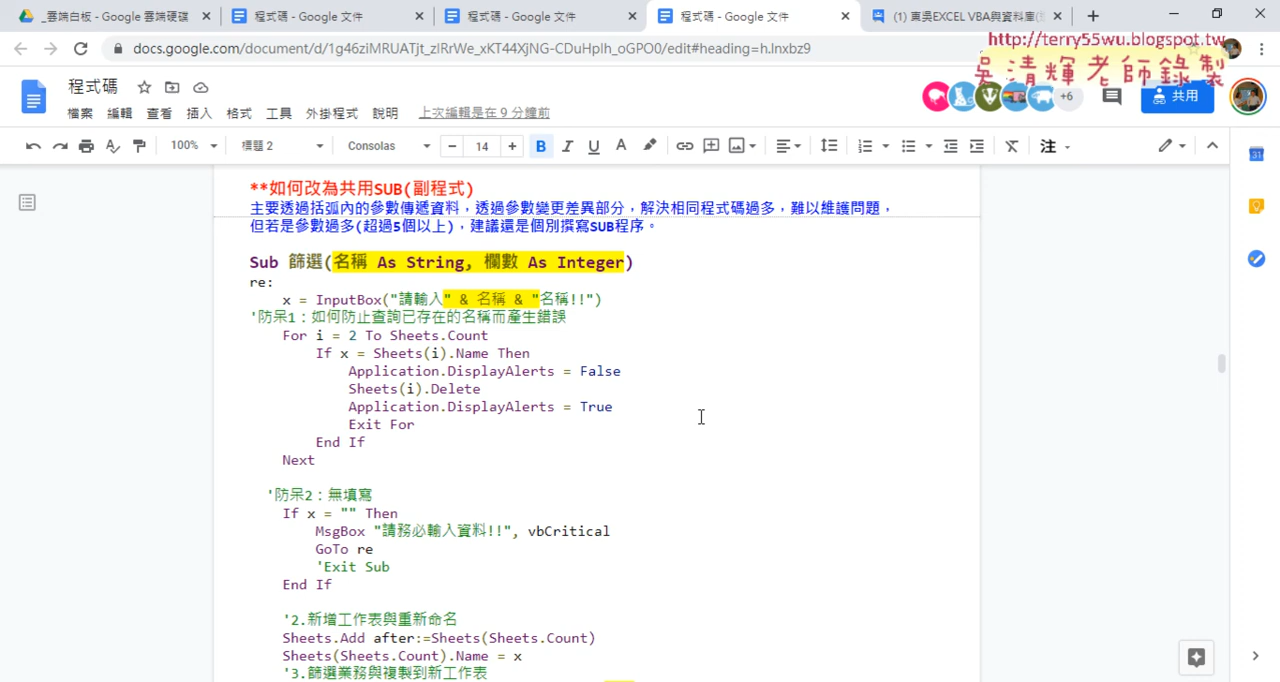 _雲端白板 - Google 雲端硬碟
程式碼 - Google 文件
程式碼 - Google 文件
程式碼 - Google 文件
(1) 東吳EXCEL VBA與資料庫(
docs.google.com/document/d/1g46ziMRUATjt_zlRrWe_xKT44XjNG-CDuHplh_oGPO0/edit#heading=h.lnxbz9
http://terry55wu.blogspot.tw
吳清輝老師錄製
程式碼
檔案 編輯 查看 插入 格式 工具 外掛程式 說明 上次編輯是在 9 分鐘前
+6
共用
100% 標題 2 Consolas 14 B I U A 注
31
**如何改為共用SUB(副程式)
主要透過括弧內的參數傳遞資料，透過參數變更差異部分，解決相同程式碼過多，難以維護問題，
但若是參數過多(超過5個以上)，建議還是個別撰寫SUB程序。
Sub 篩選(名稱 As String, 欄數 As Integer)
re:
x = InputBox("請輸入" & 名稱 & "名稱!!")
'防呆1：如何防止查詢已存在的名稱而產生錯誤
For i = 2 To Sheets.Count
If x = Sheets(i).Name Then
Application.DisplayAlerts = False
Sheets(i).Delete
Application.DisplayAlerts = True
Exit For
End If
Next
'防呆2：無填寫
If x = "" Then
MsgBox "請務必輸入資料!!", vbCritical
GoTo re
'Exit Sub
End If
'2.新增工作表與重新命名
Sheets.Add after:=Sheets(Sheets.Count)
Sheets(Sheets.Count).Name = x
'3.篩選業務與複製到新工作表